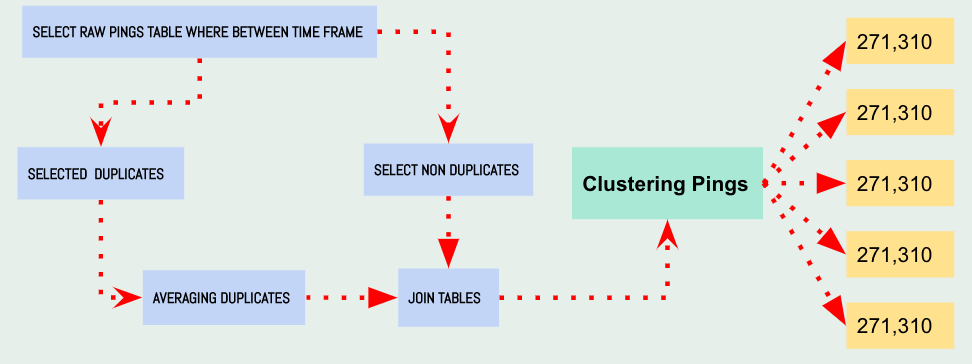 SELECT RAW PINGS TABLE WHERE BETWEEN TIME FRAME
SELECTED DUPLICATES
SELECT NON DUPLICATES
AVERAGING DUPLICATES
JOIN TABLES
Clustering Pings
271,310
271,310
271,310
271,310
271,310